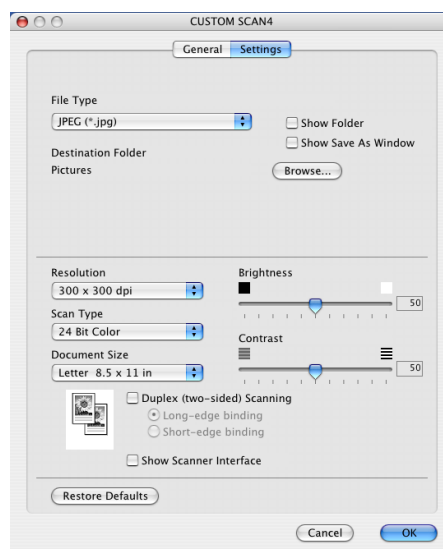 CUSTOM SCAN4
General Settings
File Type
JPEG (*.jpg)
Show Folder
Show Save As Window
Destination Folder
Pictures
Browse...
Resolution
300 x 300 dpi
Scan Type
24 Bit Color
Document Size
Letter 8.5 x 11 in
Brightness
50
Contrast
50
Duplex (two-sided) Scanning
Long-edge binding
Short-edge binding
Show Scanner Interface
Restore Defaults
Cancel OK